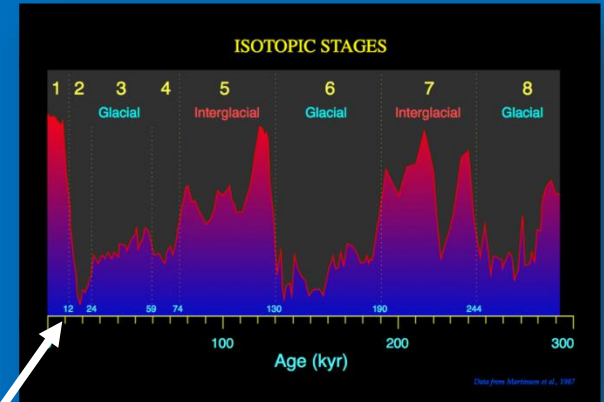 ISOTOPIC STAGES
1 2 3 4 5 6 7 8
Glacial Interglacial Glacial Interglacial Glacial
12 24 59 74 130 190 244
100 200 300
Age (kyr)
Data from Martinson et al., 1987